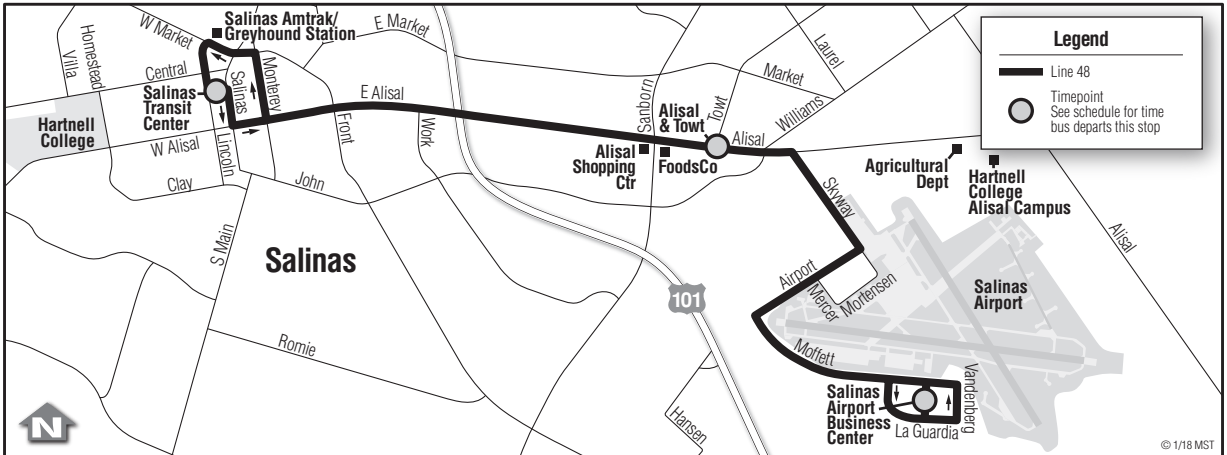 W Market
Salinas Amtrak/
Greyhound Station
E Market
Homestead
Villa
Central
Salinas
Monterey
Salinas
Transit
Center
Hartnell
College
W Alisal
Lincoln
Clay
John
Front
E Alisal
Work
S Main
Salinas
Romie
101
Sanborn
Alisal
& Towt
Towt
Alisal
Alisal
Shopping
Ctr
FoodsCo
Laurel
Market
Williams
Skyway
Agricultural
Dept
Hartnell
College
Alisal Campus
Alisal
Airport
Mercer
Mortensen
Salinas
Airport
Moffett
Vandenberg
Salinas
Airport
Business
Center
La Guardia
Hansen
N
Legend
Line 48
Timepoint
See schedule for time
bus departs this stop
© 1/18 MST